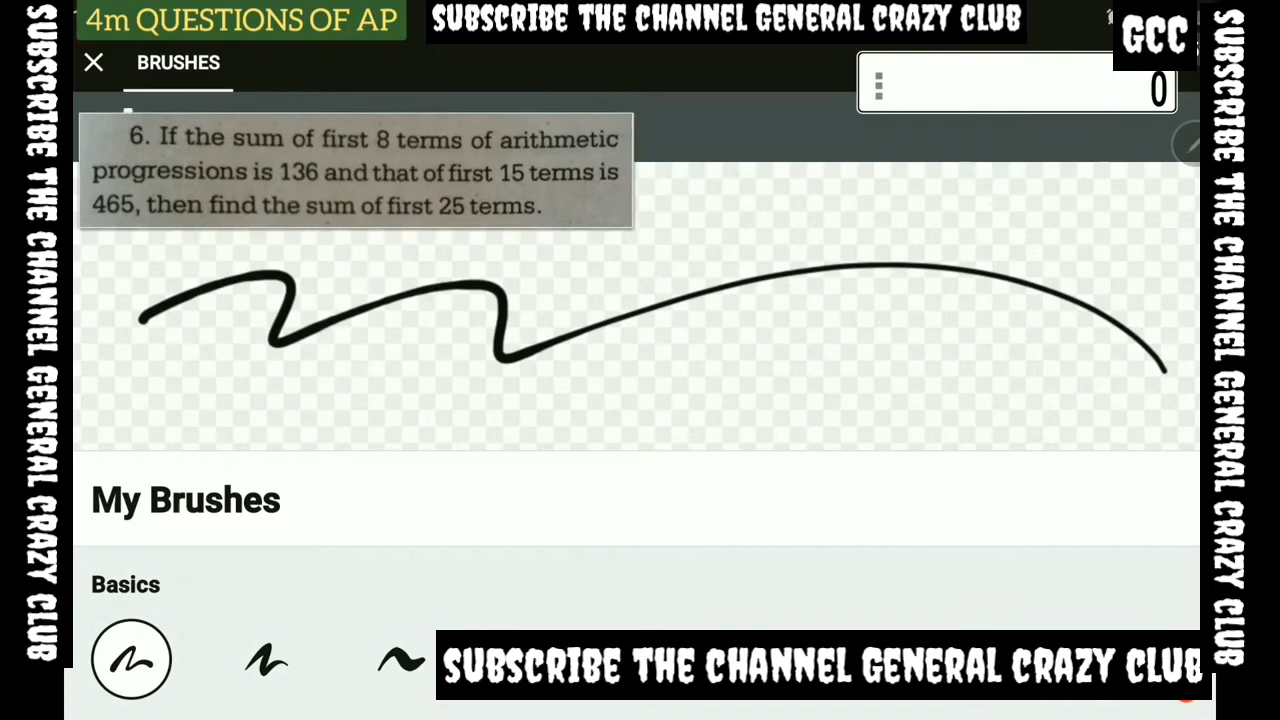 4m QUESTIONS OF AP
SUBSCRIBE THE CHANNEL GENERAL CRAZY CLUB
GCC
BRUSHES
0
6. If the sum of first 8 terms of arithmetic
progressions is 136 and that of first 15 terms is
465, then find the sum of first 25 terms.
My Brushes
Basics
SUBSCRIBE THE CHANNEL GENERAL CRAZY CLUB
SUBSCRIBE THE CHANNEL GENERAL CRAZY CLUB
SUBSCRIBE THE CHANNEL GENERAL CRAZY CLUB